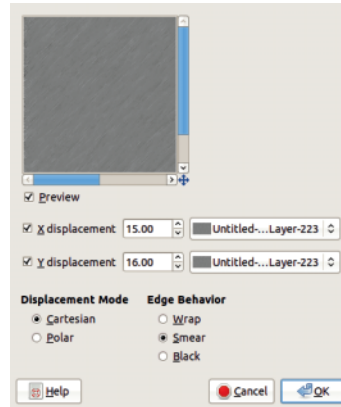 Preview
X displacement 15.00 Untitled-...Layer-223
Y displacement 16.00 Untitled-...Layer-223
Displacement Mode Edge Behavior
Cartesian Wrap
Polar Smear
Black
Help Cancel OK